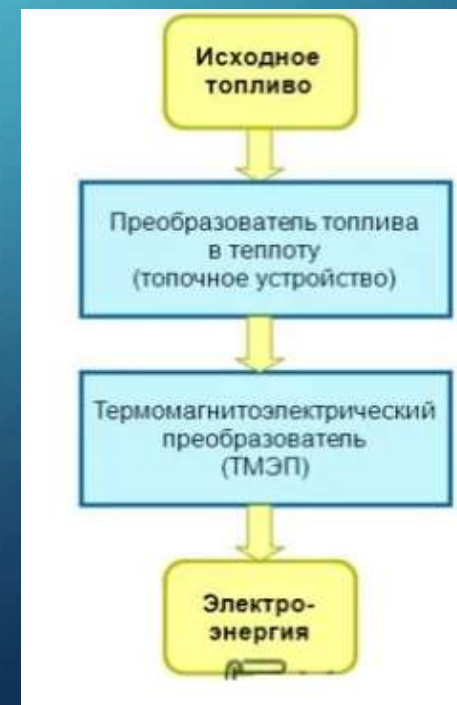 Исходное
топливо
Преобразователь топлива
в теплоту
(топочное устройство)
Термомагнитоэлектрический
преобразователь
(ТМЭП)
Электро-
энергия